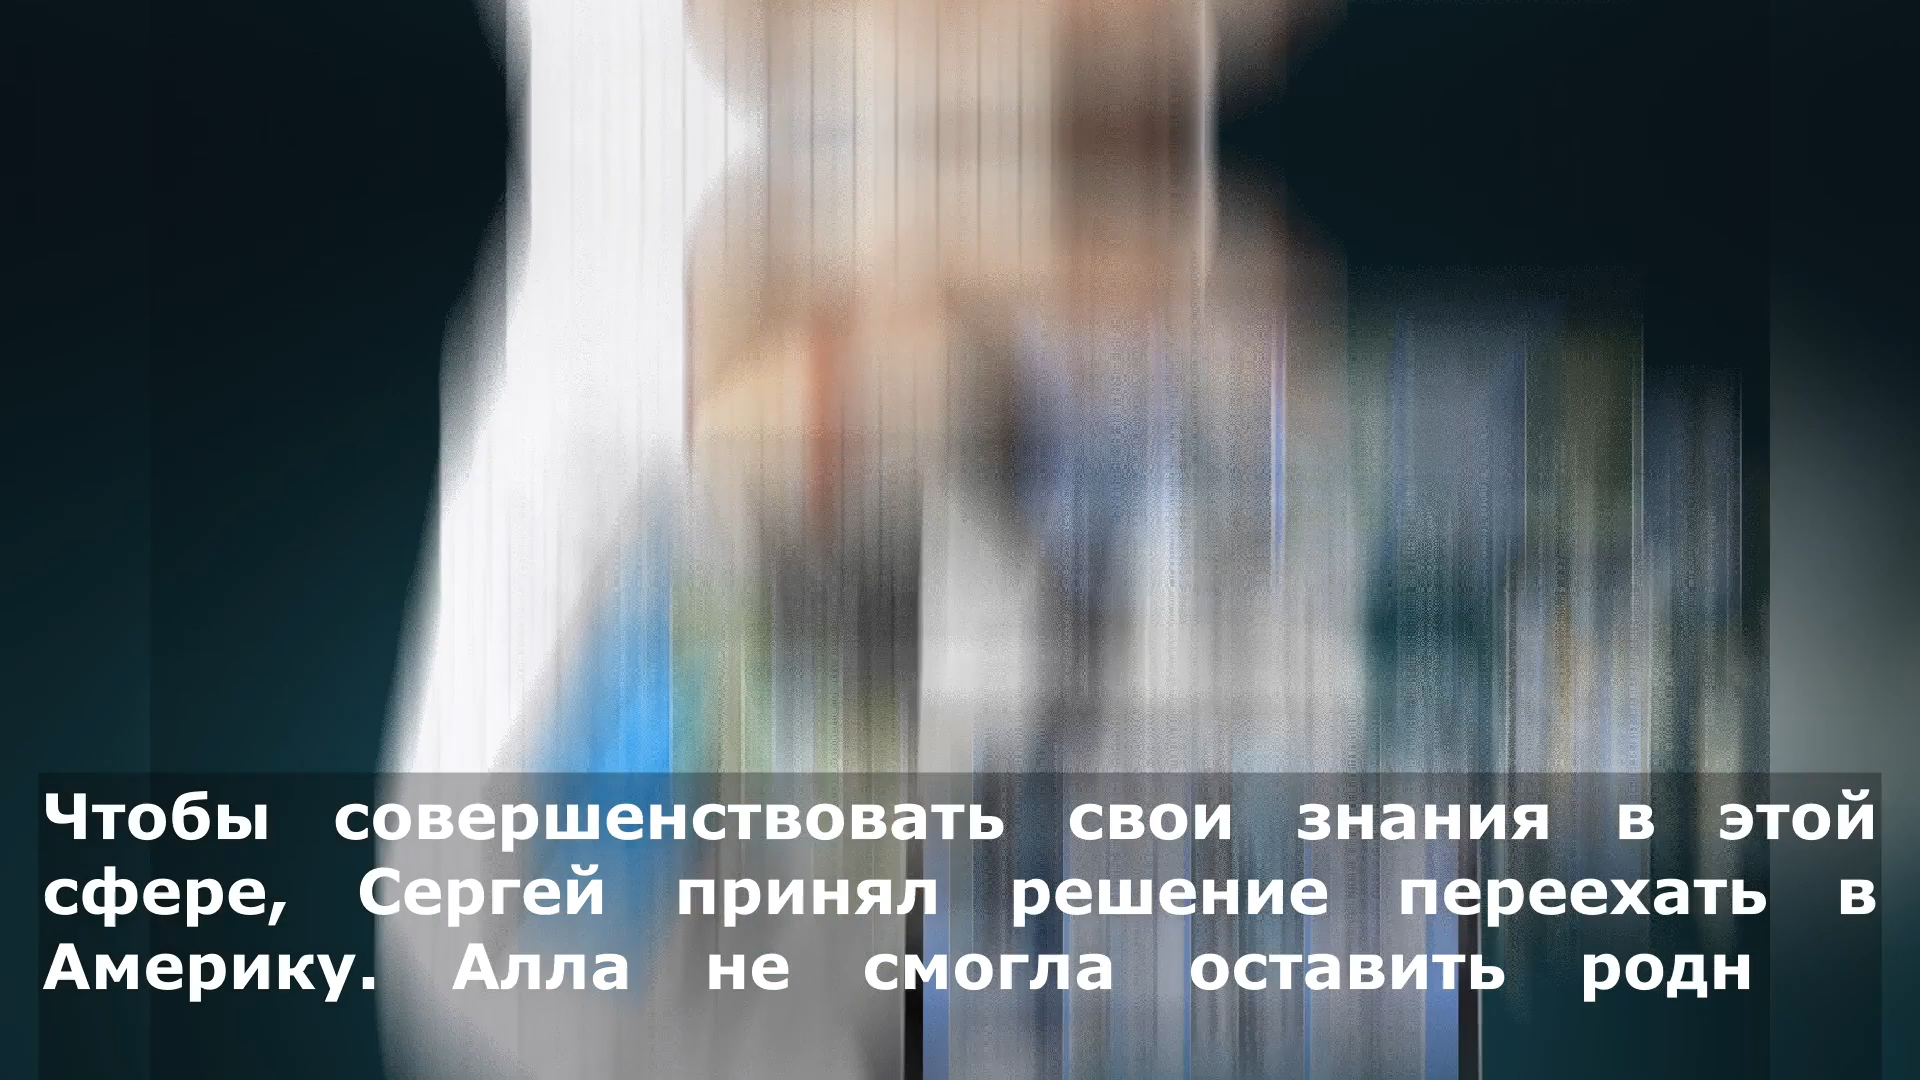 Чтобы совершенствовать свои знания в этой
сфере, Сергей принял решение переехать в
Америку. Алла не смогла оставить родн